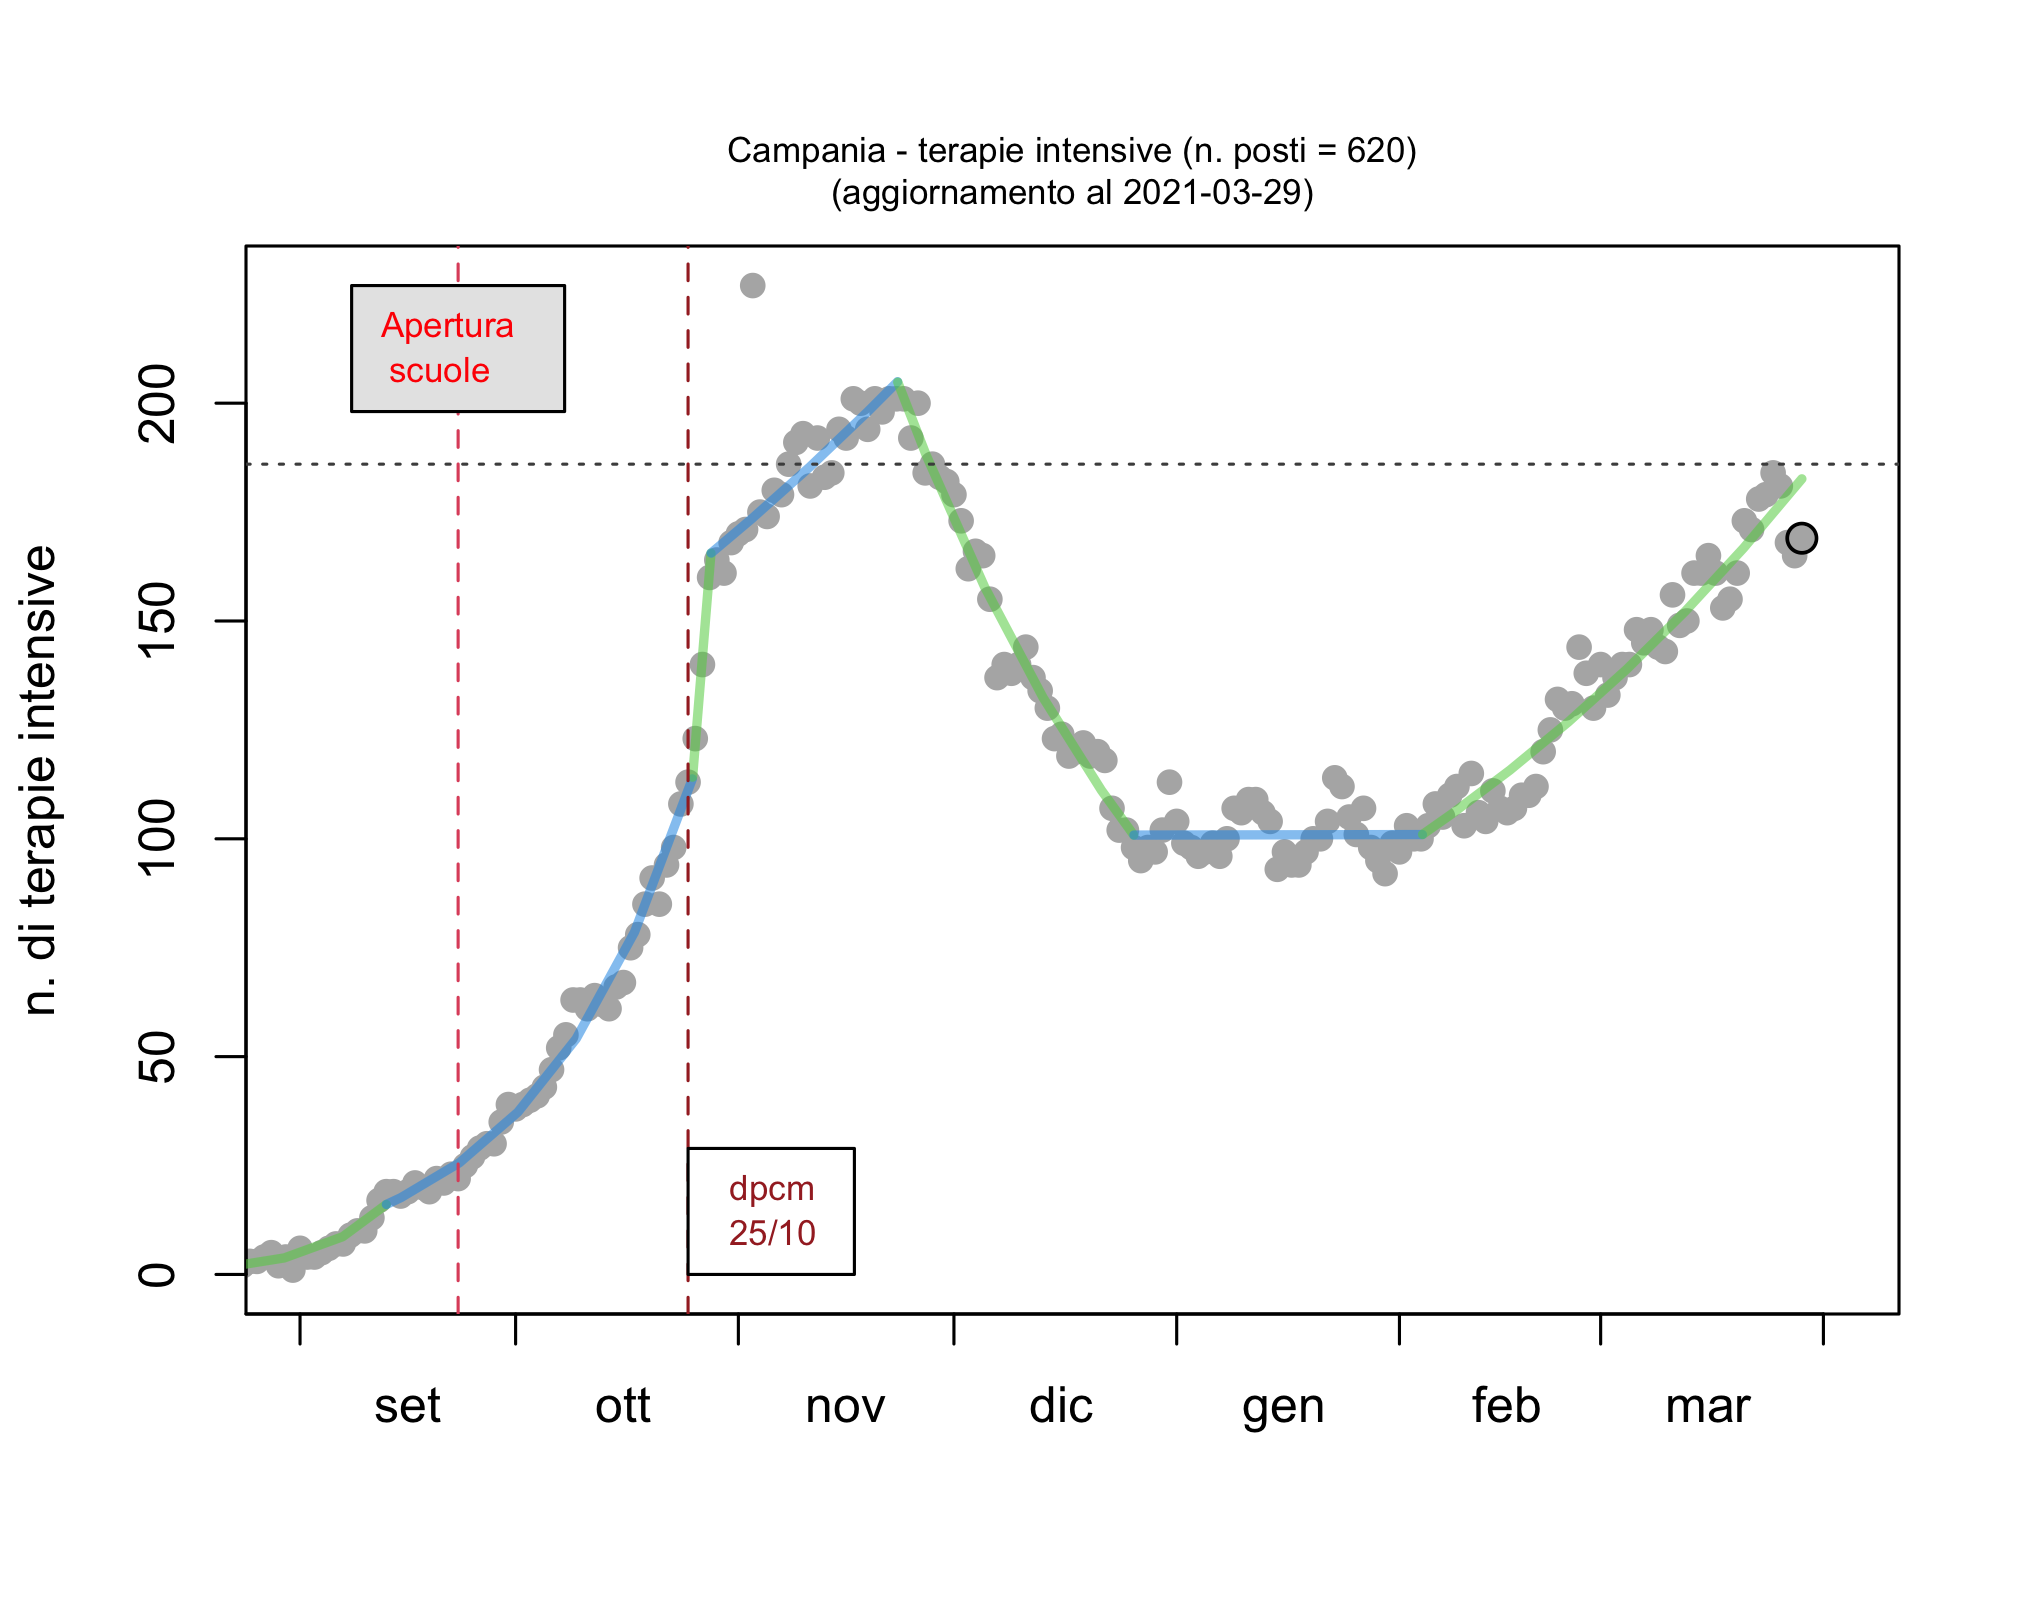 Campania - terapie intensive (n. posti = 620)
(aggiornamento al 2021-03-29)
Apertura
scuole
n. di terapie intensive
200
150
100
50
0
dpcm
25/10
set ott nov dic gen feb mar